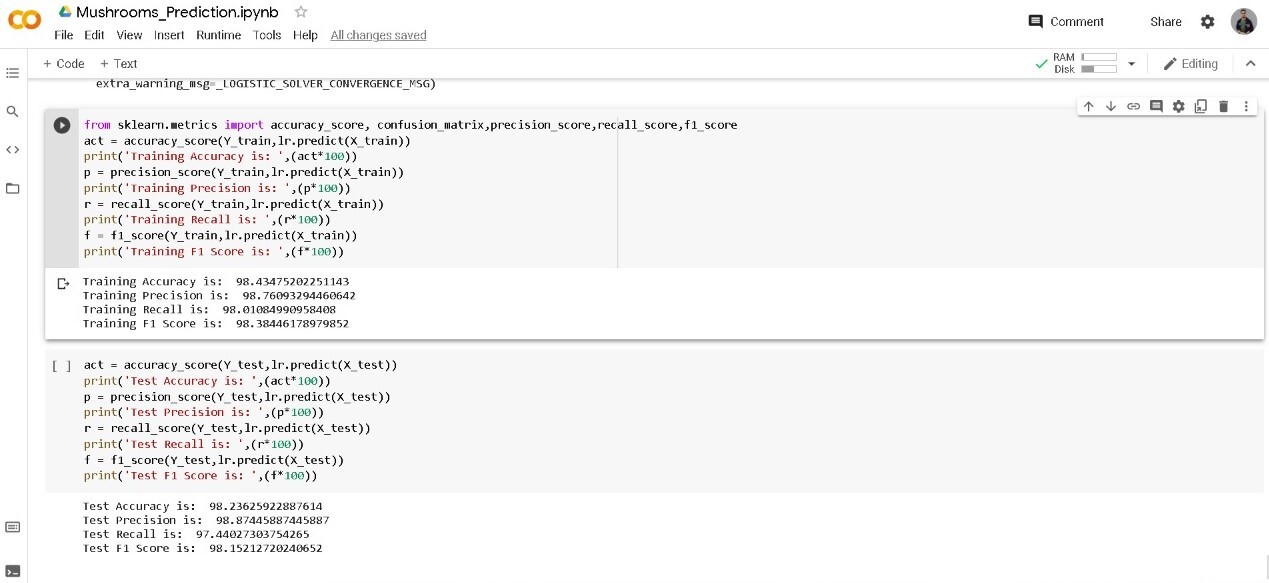 Mushrooms_Prediction.ipynb
File Edit View Insert Runtime Tools Help All changes saved
Comment Share
+ Code + Text
RAM
Disk
Editing
extra_warning_msg=_LOGISTIC_SOLVER_CONVERGENCE_MSG)
from sklearn.metrics import accuracy_score, confusion_matrix,precision_score,recall_score,f1_score
act = accuracy_score(Y_train,lr.predict(X_train))
print('Training Accuracy is: ',(act*100))
p = precision_score(Y_train,lr.predict(X_train))
print('Training Precision is: ',(p*100))
r = recall_score(Y_train,lr.predict(X_train))
print('Training Recall is: ',(r*100))
f = f1_score(Y_train,lr.predict(X_train))
print('Training F1 Score is: ',(f*100))
Training Accuracy is:  98.43475202251143
Training Precision is:  98.76093294460642
Training Recall is:  98.01084990958408
Training F1 Score is:  98.38446178979852
[ ] act = accuracy_score(Y_test,lr.predict(X_test))
print('Test Accuracy is: ',(act*100))
p = precision_score(Y_test,lr.predict(X_test))
print('Test Precision is: ',(p*100))
r = recall_score(Y_test,lr.predict(X_test))
print('Test Recall is: ',(r*100))
f = f1_score(Y_test,lr.predict(X_test))
print('Test F1 Score is: ',(f*100))
Test Accuracy is:  98.23625922887614
Test Precision is:  98.87445887445887
Test Recall is:  97.44027303754265
Test F1 Score is:  98.15212720240652